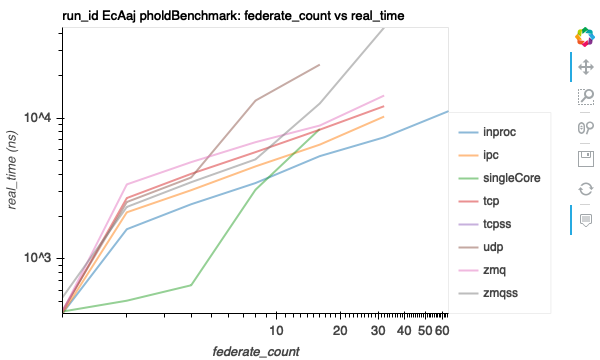 run_id EcAaj pholdBenchmark: federate_count vs real_time
real_time (ns)
10^4
10^3
inproc
ipc
singleCore
tcp
tcpss
udp
zmq
zmqss
10 20 30 40 50 60
federate_count